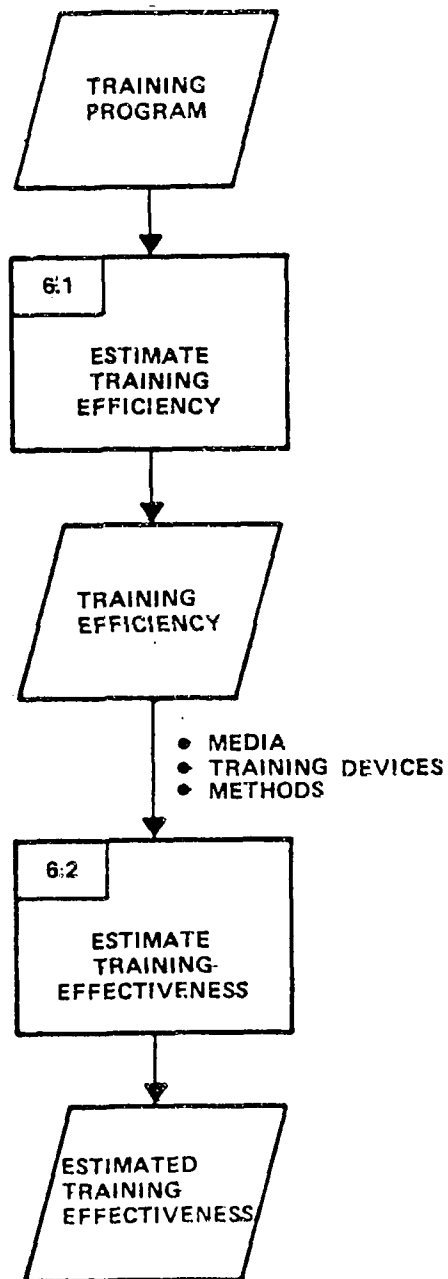 TRAINING
PROGRAM
6.1
ESTIMATE
TRAINING
EFFICIENCY
TRAINING
EFFICIENCY
• MEDIA
• TRAINING DEVICES
• METHODS
6.2
ESTIMATE
TRAINING-
EFFECTIVENESS
ESTIMATED
TRAINING
EFFECTIVENESS